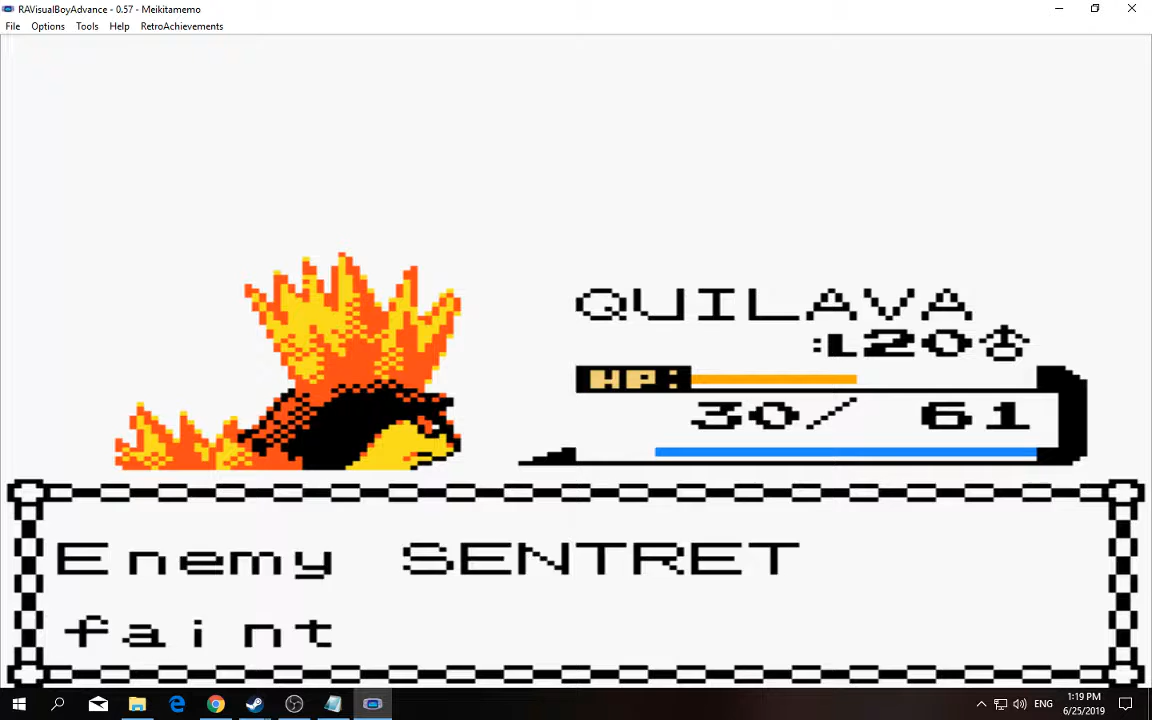 RAVisualBoyAdvance - 0.57 - Meikitamemo
File Options Tools Help RetroAchievements
QUILAVA
:L20♂
HP:
30/ 61
Enemy SENTRET
faint
ENG
1:19 PM
6/25/2019